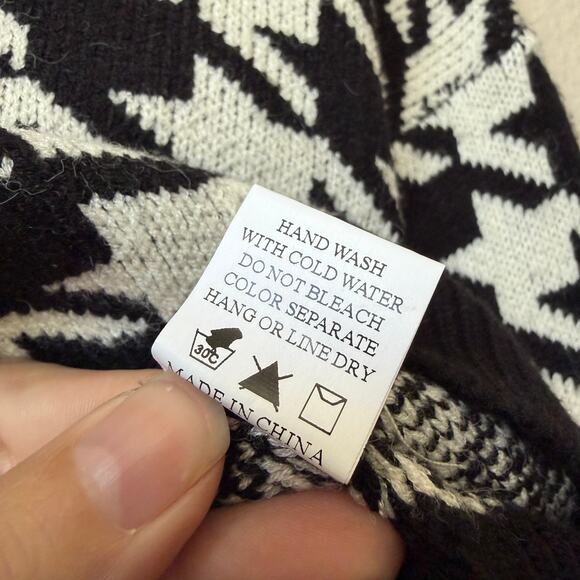 HAND WASH
WITH COLD WATER
DO NOT BLEACH
COLOR SEPARATE
HANG OR LINE DRY
30C
MADE IN CHINA